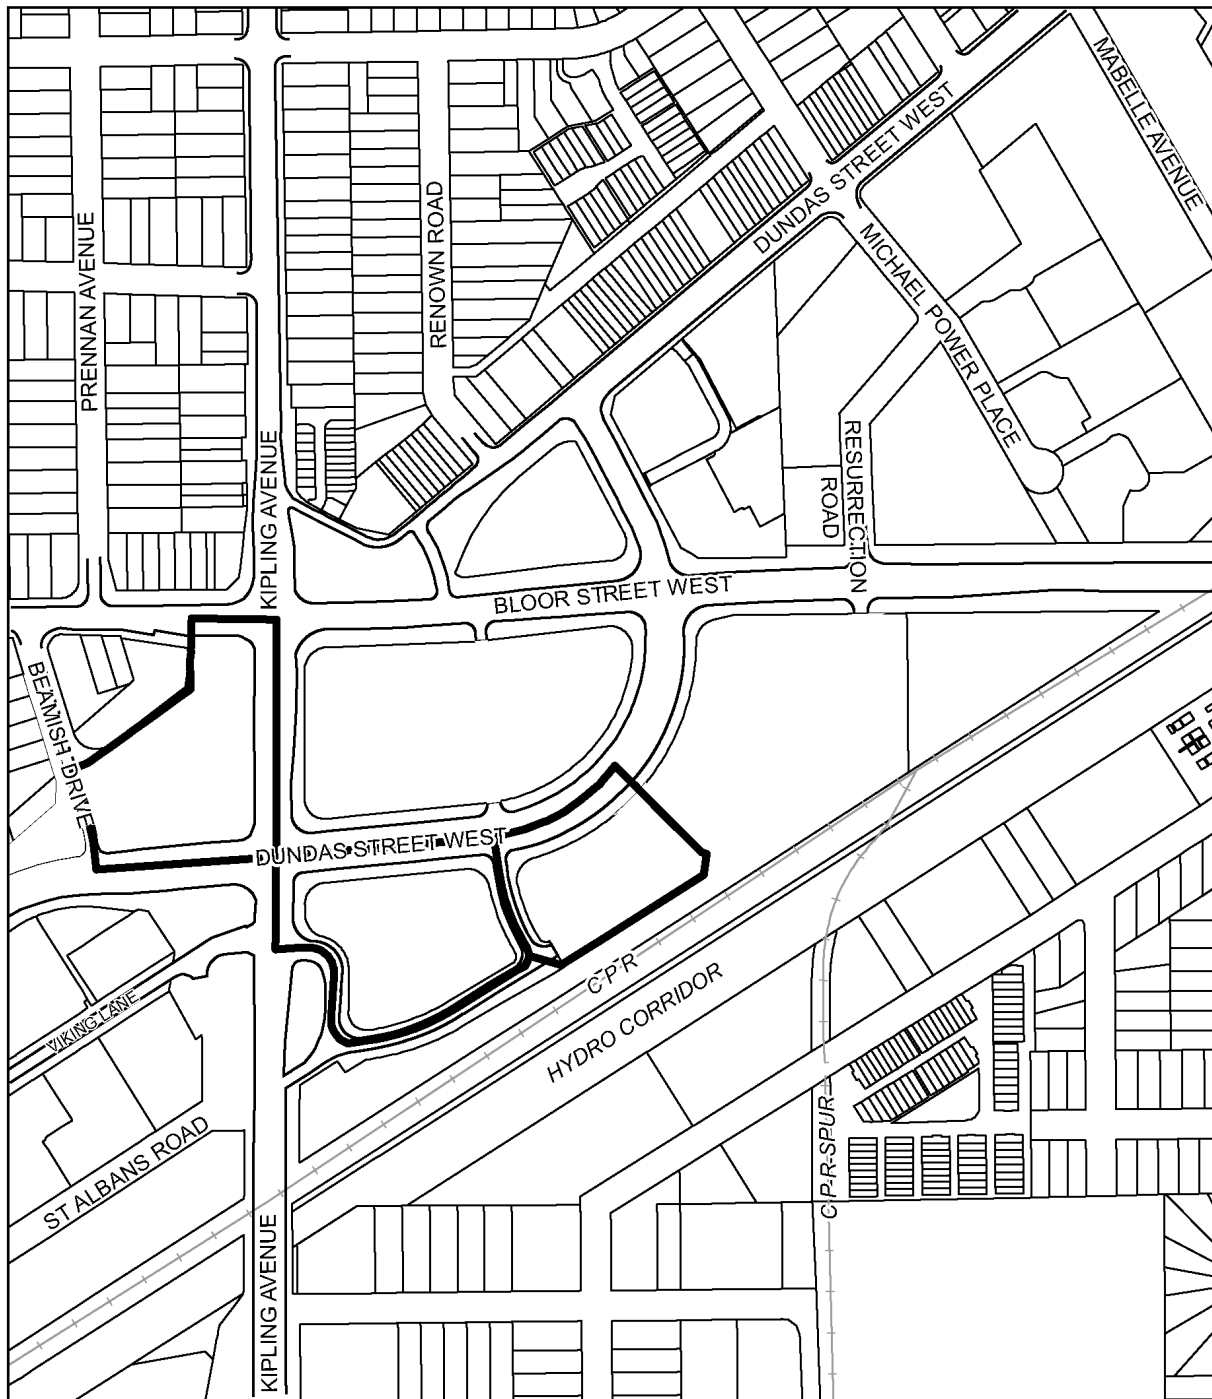 MABELLE AVENUE
DUNDAS STREET WEST
PRENNAN AVENUE
RENOWN ROAD
MICHAEL POWER PLACE
KIPLING AVENUE
RESURRECTION
ROAD
BLOOR STREET WEST
BEAMISH DRIVE
DUNDAS STREET WEST
C P R
HYDRO CORRIDOR
VIKING LANE
ST ALBANS ROAD
C P R SPUR
KIPLING AVENUE